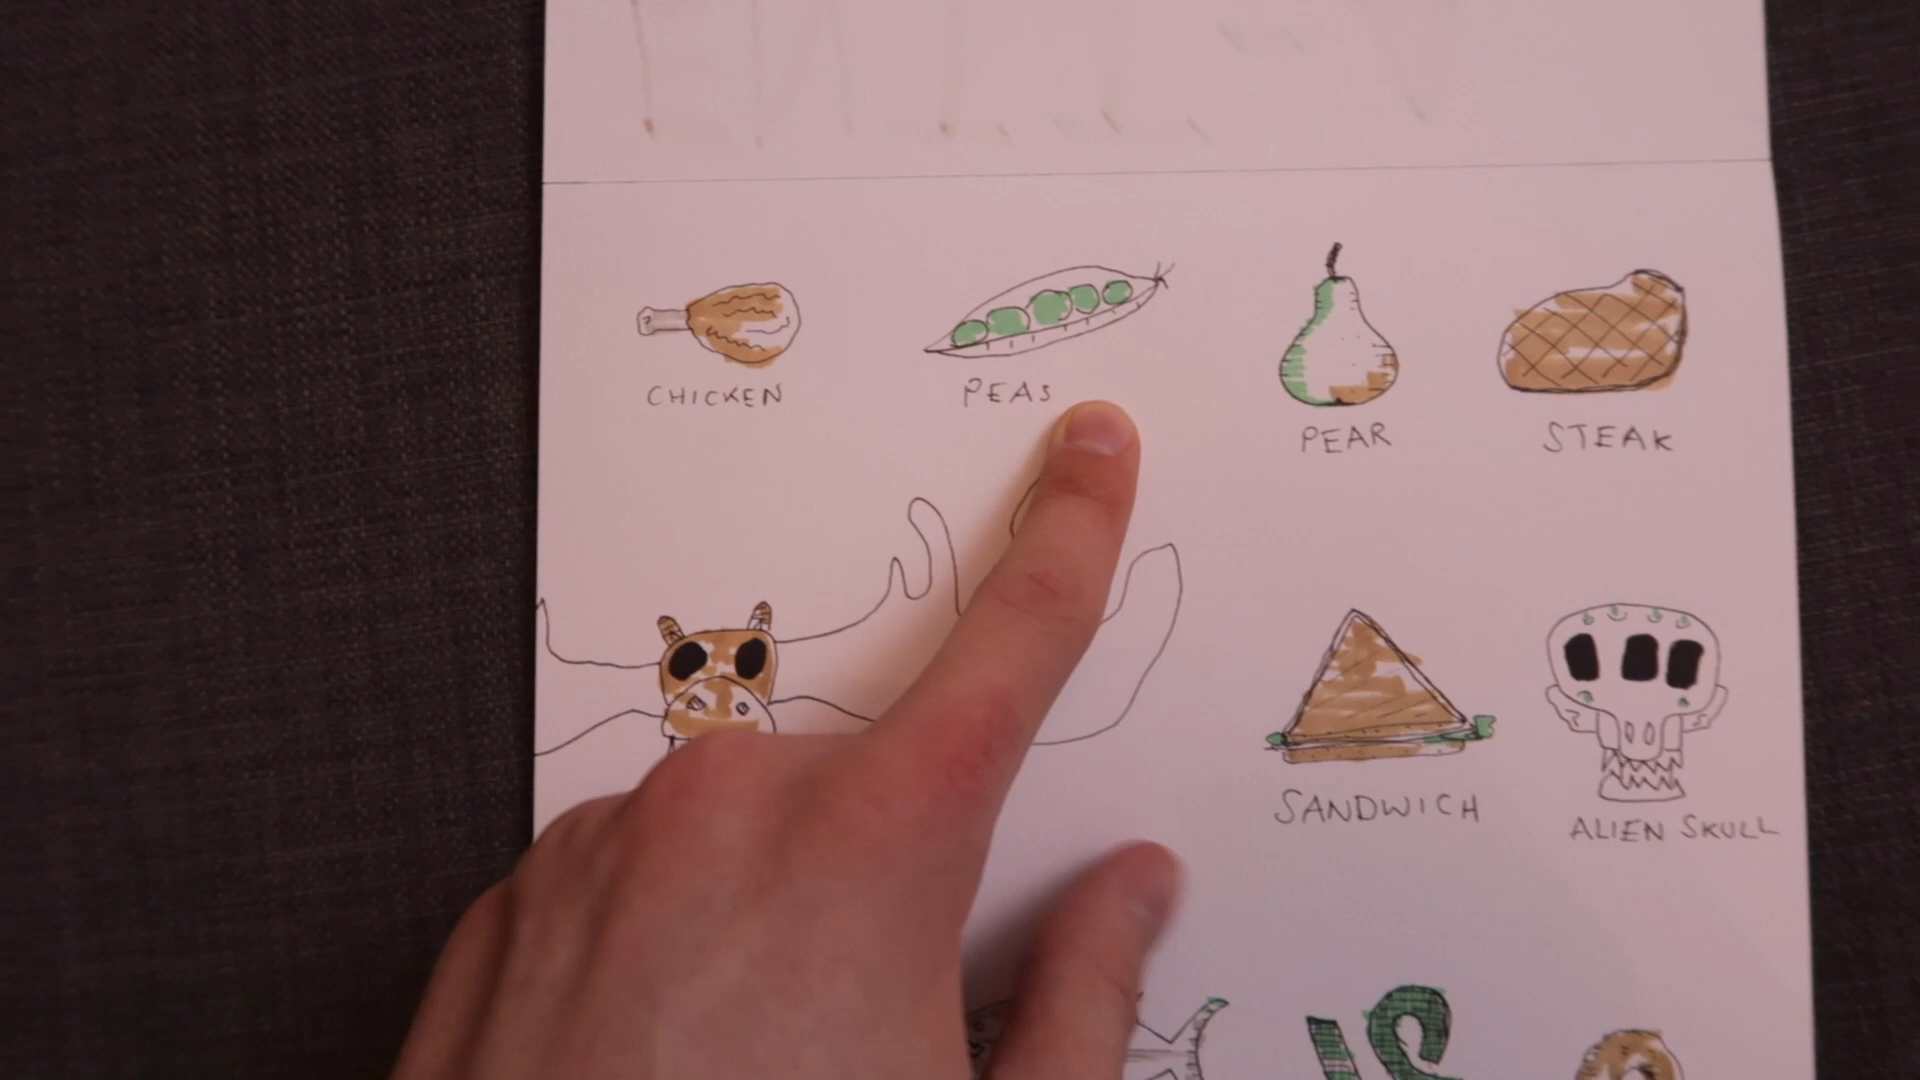 CHICKEN
PEAS
PEAR
STEAK
SANDWICH
ALIEN SKULL